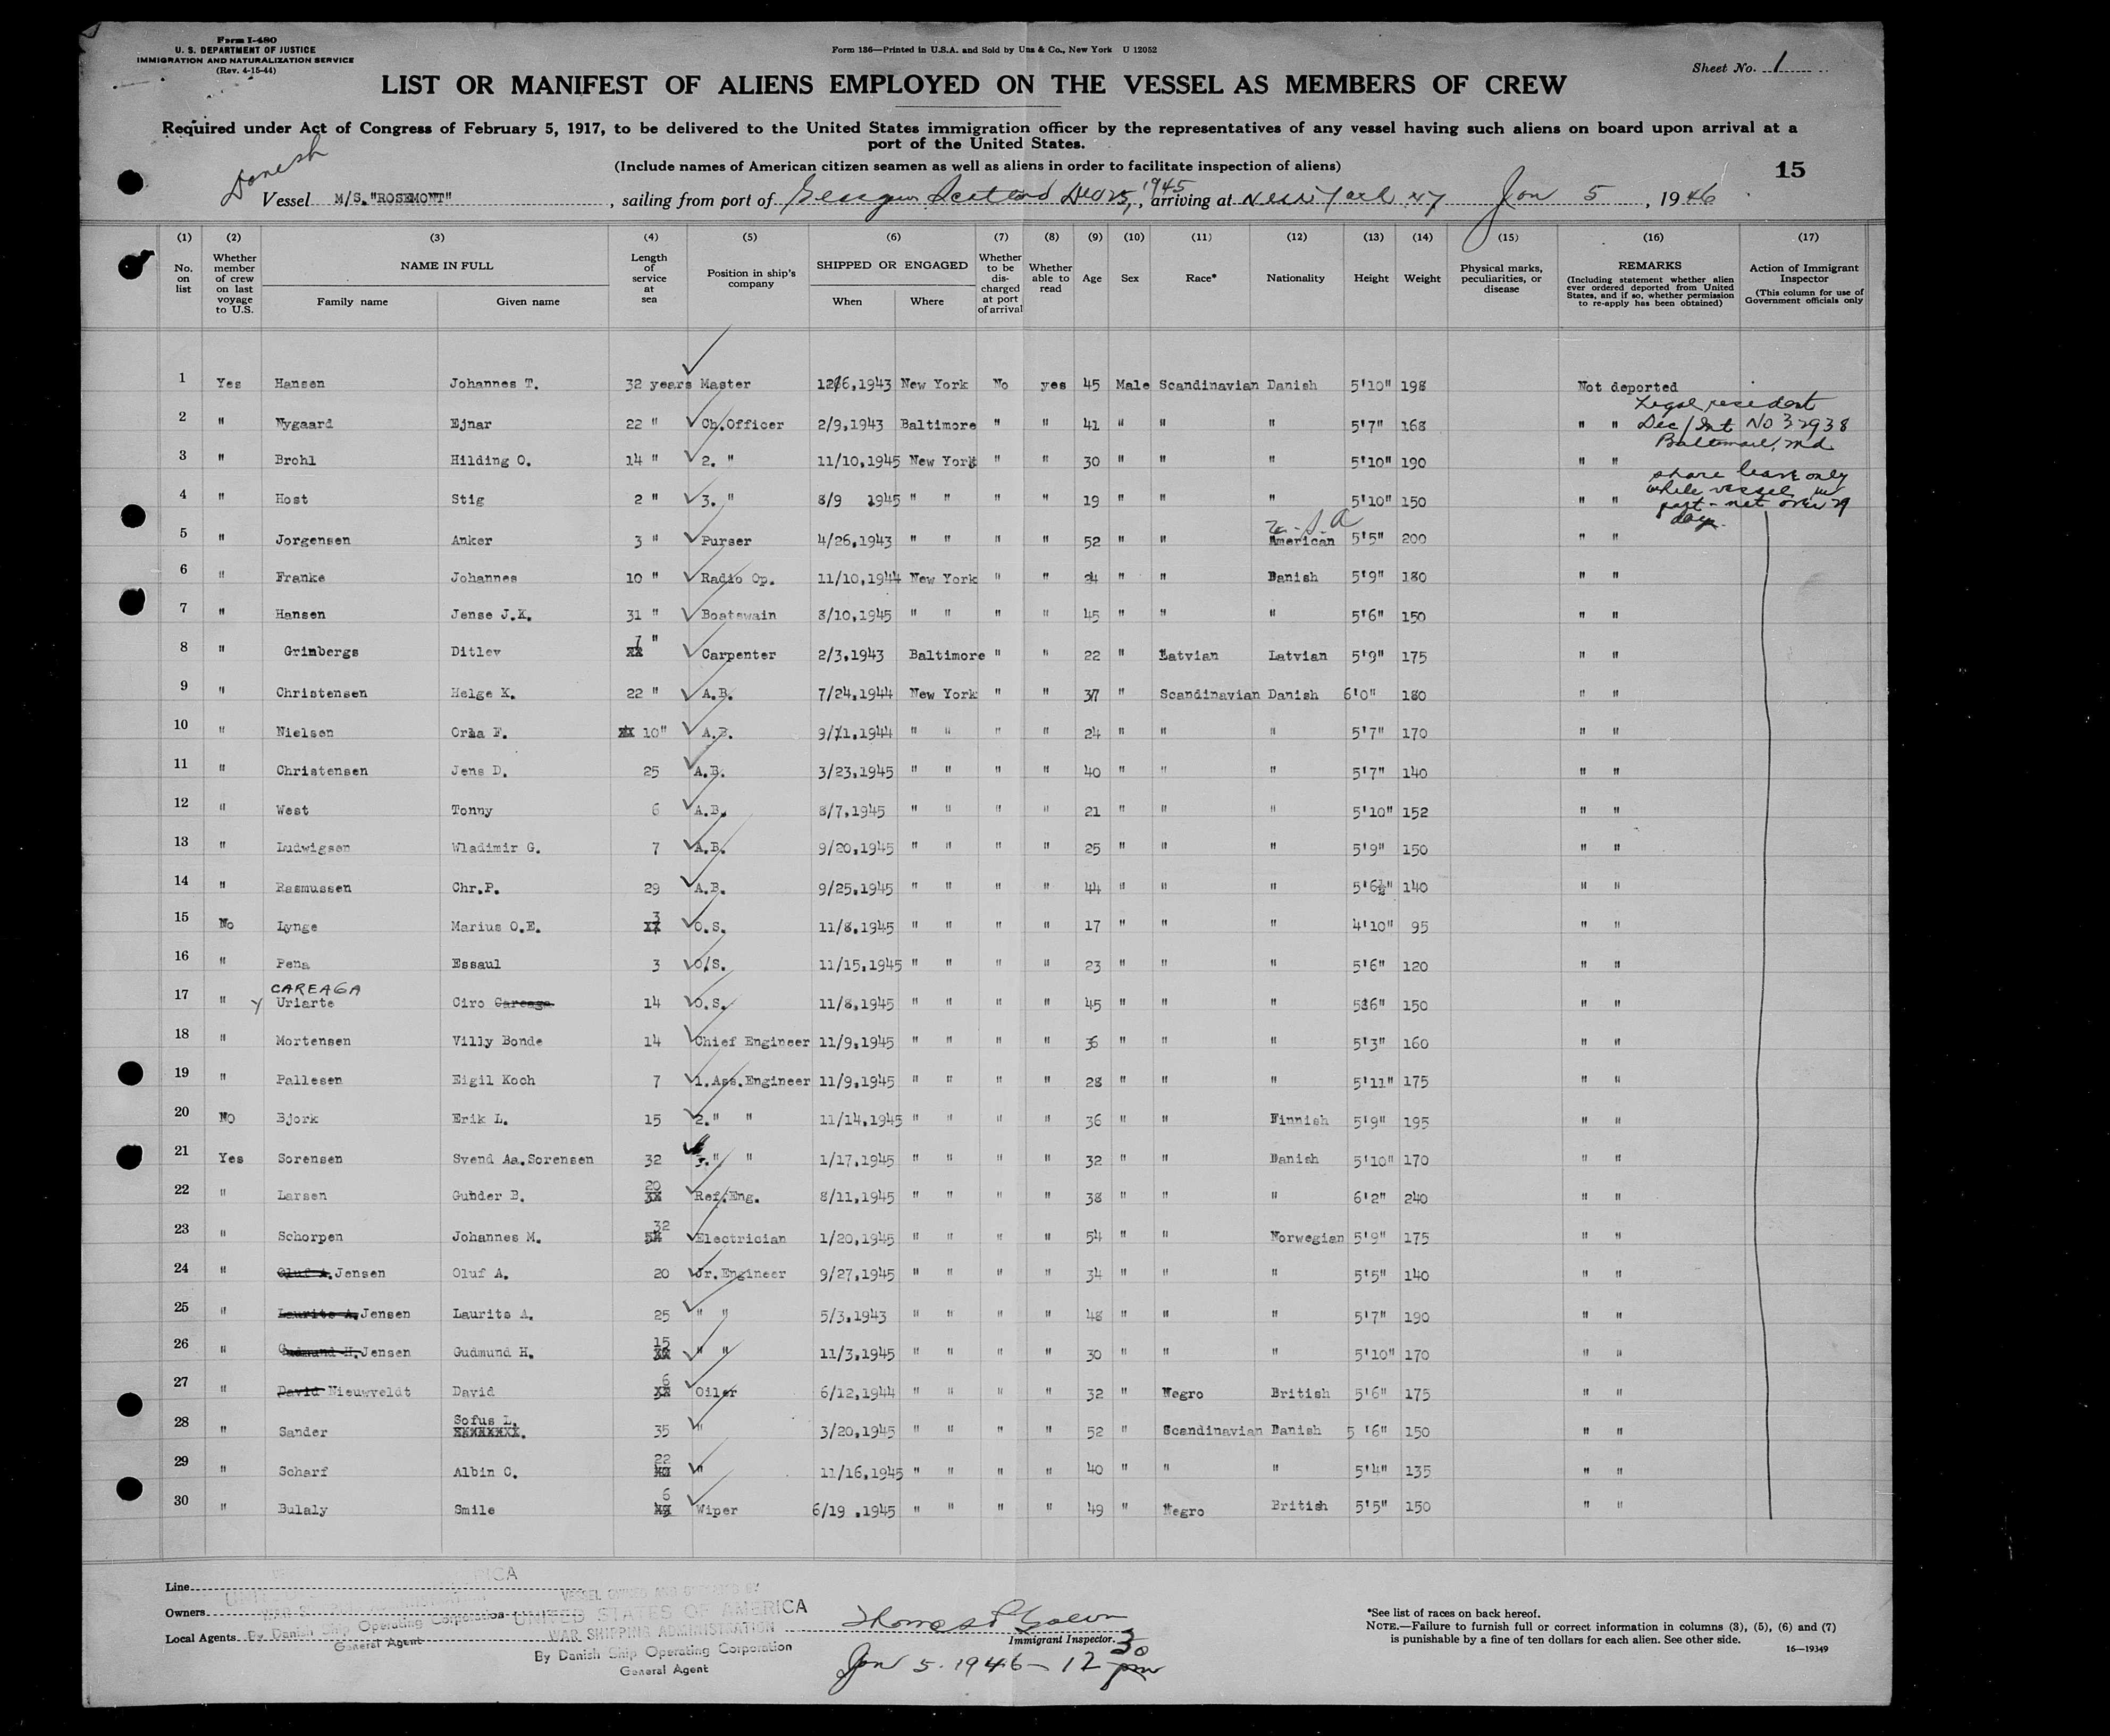 Form I-480
U. S. DEPARTMENT OF JUSTICE
IMMIGRATION AND NATURALIZATION SERVICE
(Rev. 4-15-44)
Form 136—Printed in U.S.A. and Sold by Unz & Co., New York U 12052
Sheet No. 1
LIST OR MANIFEST OF ALIENS EMPLOYED ON THE VESSEL AS MEMBERS OF CREW
Required under Act of Congress of February 5, 1917, to be delivered to the United States immigration officer by the representatives of any vessel having such aliens on board upon arrival at a
port of the United States.
(Include names of American citizen seamen as well as aliens in order to facilitate inspection of aliens)
15
Danish
Vessel M/S."ROSEMONT", sailing from port of Scotland Dec 25, 1945, arriving at New York NY Jan 5, 1946
(1) (2) (3) (4) (5) (6) (7) (8) (9) (10) (11) (12) (13) (14) (15) (16) (17)
No. on list
Whether member of crew on last voyage to U.S.
NAME IN FULL
Family name
Given name
Length of service at sea
Position in ship's company
SHIPPED OR ENGAGED
When
Where
Whether to be discharged at port of arrival
Whether able to read
Age
Sex
Race*
Nationality
Height
Weight
Physical marks, peculiarities, or disease
REMARKS
(Including statement whether alien ever ordered deported from United States, and if so, whether permission to re-apply has been obtained)
Action of Immigrant Inspector
(This column for use of Government officials only)
1 Yes Hansen Johannes T. 32 years Master 12/6,1943 New York No yes 45 Male Scandinavian Danish 5'10" 198 Not deported
2 " Nygaard Ejnar 22 " Ch.Officer 2/9,1943 Baltimore " " 41 " " " 5'7" 168 " " Legal resident Dec/Int No 32938 Baltimore, Md
3 " Brohl Hilding O. 14 " 2. " 11/10,1945 New York " " 30 " " " 5'10" 190 " "
4 " Host Stig 2 " 3. " 8/9 1945 " " " " 19 " " " 5'10" 150 " " shore leave only while vessel in port - not over 29 days
5 " Jorgensen Anker 3 " Purser 4/26,1943 " " " " 52 " " U.S.A American 5'5" 200 " "
6 " Franke Johannes 10 " Radio Op. 11/10,1944 New York " " 24 " " Danish 5'9" 180 " "
7 " Hansen Jense J.K. 31 " Boatswain 8/10,1945 " " " " 45 " " " 5'6" 150 " "
8 " Grinbergs Ditlev 7 " Carpenter 2/3,1943 Baltimore " " 22 " Latvian Latvian 5'9" 175 " "
9 " Christensen Helge K. 22 " A.B. 7/24,1944 New York " " 37 " Scandinavian Danish 6'0" 180 " "
10 " Nielsen Orla F. 10" A.B. 9/11,1944 " " " " 24 " " " 5'7" 170 " "
11 " Christensen Jens D. 25 A.B. 3/23,1945 " " " " 40 " " " 5'7" 140 " "
12 " West Tonny 6 A.B. 8/7,1945 " " " " 21 " " " 5'10" 152 " "
13 " Ludwigsen Wladimir G. 7 A.B. 9/20,1945 " " " " 25 " " " 5'9" 150 " "
14 " Rasmussen Chr.P. 29 A.B. 9/25,1945 " " " " 44 " " " 5'6½" 140 " "
15 No Lynge Marius O.E. 3 O.S. 11/8,1945 " " " " 17 " " " 4'10" 95 " "
16 " Pena Essaul 3 O/S. 11/15,1945 " " " " 23 " " " 5'6" 120 " "
17 " y CAREAGA Uriarte Ciro Careaga 14 O.S. 11/8,1945 " " " " 45 " " " 5'6" 150 " "
18 " Mortensen Villy Bonde 14 Chief Engineer 11/9,1945 " " " " 36 " " " 5'3" 160 " "
19 " Pallesen Eigil Koch 7 1.Ass.Engineer 11/9,1945 " " " " 28 " " " 5'11" 175 " "
20 No Bjork Erik L. 15 2." " 11/14,1945 " " " " 36 " " Finnish 5'9" 195 " "
21 Yes Sorensen Svend Aa.Sorensen 32 3." " 1/17,1945 " " " " 32 " " Danish 5'10" 170 " "
22 " Larsen Gunder B. 20 Ref.Eng. 8/11,1945 " " " " 38 " " " 6'2" 240 " "
23 " Schorpen Johannes M. 32 Electrician 1/20,1945 " " " " 54 " " Norwegian 5'9" 175 " "
24 " Oluf A. Jensen Oluf A. 20 Jr.Engineer 9/27,1945 " " " " 34 " " " 5'5" 140 " "
25 " Laurits A. Jensen Laurits A. 25 " " 5/3,1943 " " " " 48 " " " 5'7" 190 " "
26 " Gudmund H. Jensen Gudmund H. 15 " " 11/3,1945 " " " " 30 " " " 5'10" 170 " "
27 " David Nieuwveldt David 6 Oiler 6/12,1944 " " " " 32 " Negro British 5'6" 175 " "
28 " Sander Sofus L. 35 " 3/20,1945 " " " " 52 " Scandinavian Danish 5'6" 150 " "
29 " Scharf Albin C. 22 " 11/16,1945 " " " " 40 " " " 5'4" 135 " "
30 " Bulaly Smile 6 Wiper 6/19.1945 " " " " 49 " Negro British 5'5" 150 " "
Line
Owners
Local Agents By Danish Ship Operating Corporation
General Agent
VESSEL OWNED AND OPERATED BY
UNITED STATES OF AMERICA
WAR SHIPPING ADMINISTRATION
By Danish Ship Operating Corporation
General Agent
Immigrant Inspector.
Jan 5. 1946 - 12 30 pm
*See list of races on back hereof.
NOTE.—Failure to furnish full or correct information in columns (3), (5), (6) and (7)
is punishable by a fine of ten dollars for each alien. See other side.
16—19349